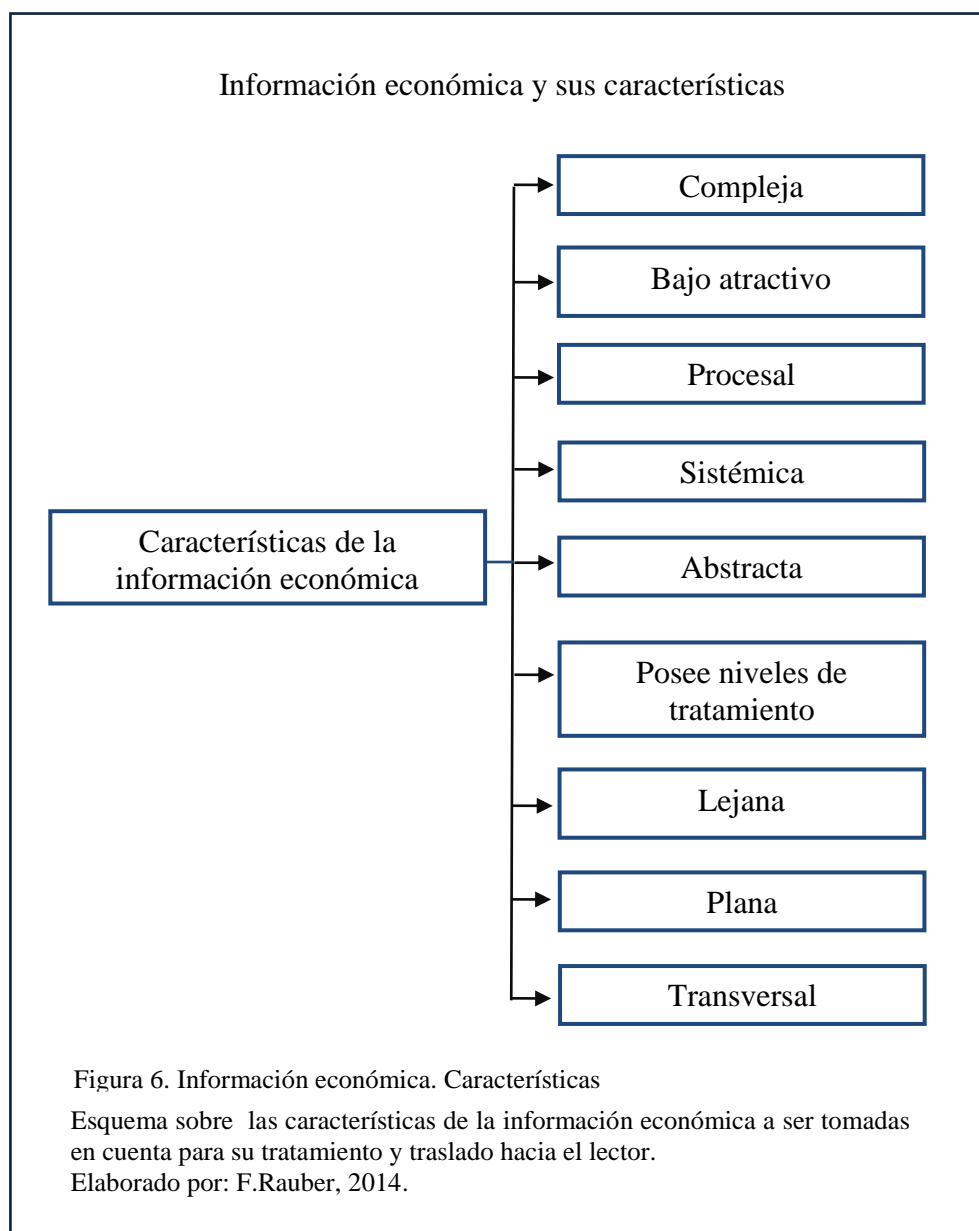 Información económica y sus características
Compleja
Bajo atractivo
Procesal
Sistémica
Características de la
información económica
Abstracta
Posee niveles de
tratamiento
Lejana
Plana
Transversal
Figura 6. Información económica. Características
Esquema sobre las características de la información económica a ser tomadas
en cuenta para su tratamiento y traslado hacia el lector.
Elaborado por: F.Rauber, 2014.